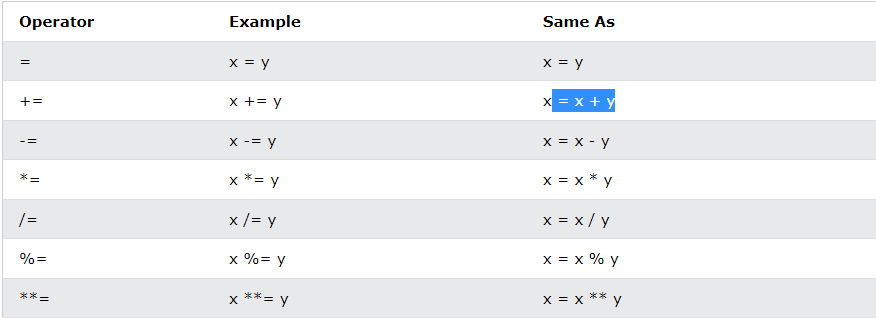 Operator Example Same As
= x = y x = y
+= x += y x = x + y
-= x -= y x = x - y
*= x *= y x = x * y
/= x /= y x = x / y
%= x %= y x = x % y
**= x **= y x = x ** y